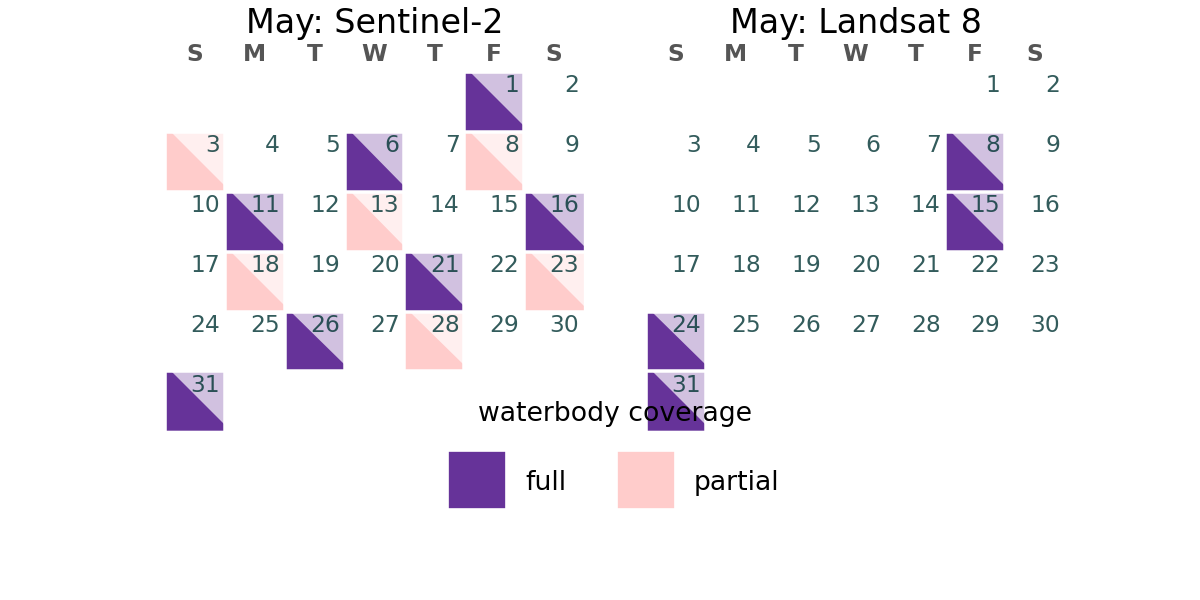 May: Sentinel-2
S M T W T F S
1 2
3 4 5 6 7 8 9
10 11 12 13 14 15 16
17 18 19 20 21 22 23
24 25 26 27 28 29 30
31
May: Landsat 8
S M T W T F S
1 2
3 4 5 6 7 8 9
10 11 12 13 14 15 16
17 18 19 20 21 22 23
24 25 26 27 28 29 30
31
waterbody coverage
full partial